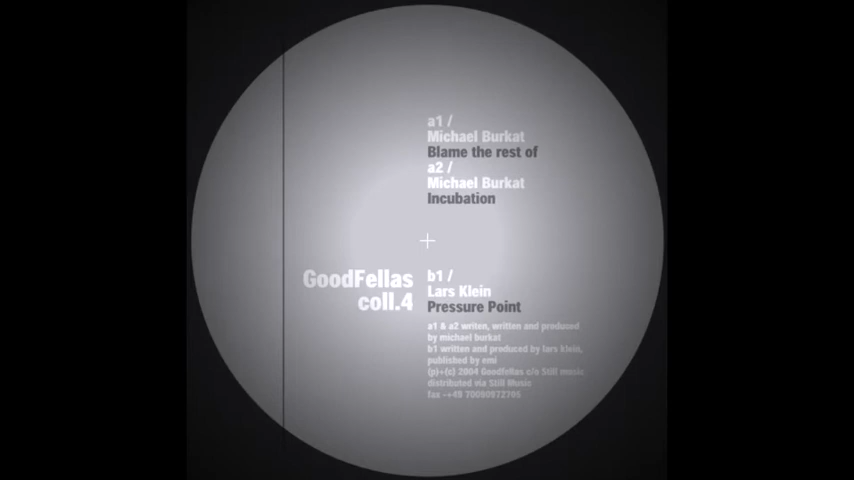 a1 /
Michael Burkat
Blame the rest of
a2 /
Michael Burkat
Incubation
GoodFellas
coll.4
b1 /
Lars Klein
Pressure Point
a1 & a2 writen, written and produced
by michael burkat
b1 written and produced by lars klein,
published by emi
(p)+(c) 2004 Goodfellas c/o Still music
distributed via Still Music
fax -+49